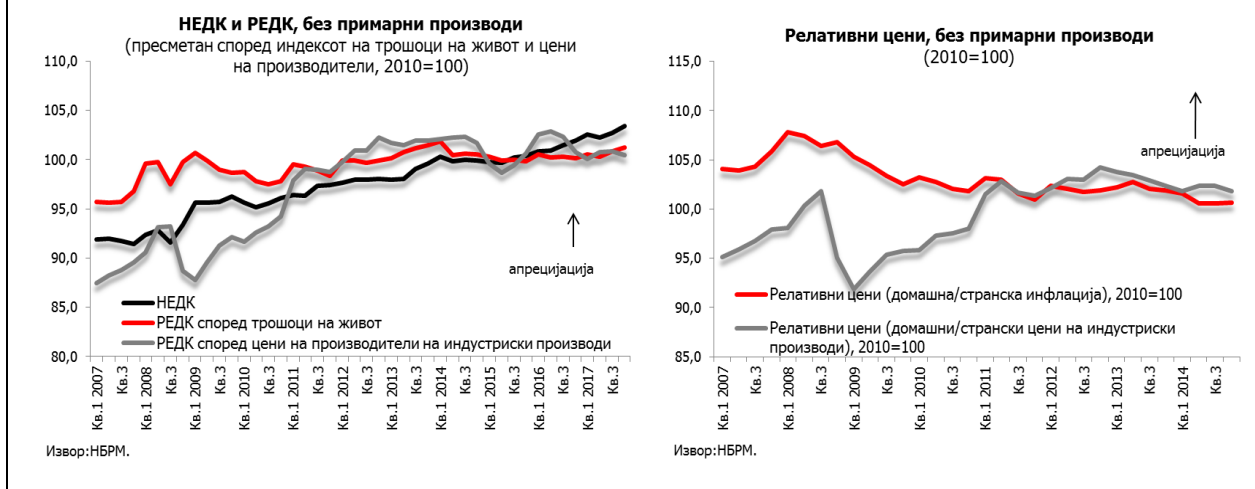 НЕДК и РЕДК, без примарни производи
(пресметан според индексот на трошоци на живот и цени
на производители, 2010=100)
110,0
105,0
100,0
95,0
90,0
85,0
80,0
апрецијација
НЕДК
РЕДК според трошоци на живот
РЕДК според цени на производители на индустриски производи
Кв.1 2007
Кв.3
Кв.1 2008
Кв.3
Кв.1 2009
Кв.3
Кв.1 2010
Кв.3
Кв.1 2011
Кв.3
Кв.1 2012
Кв.3
Кв.1 2013
Кв.3
Кв.1 2014
Кв.3
Кв.1 2015
Кв.3
Кв.1 2016
Кв.3
Кв.1 2017
Кв.3
Извор:НБРМ.
Релативни цени, без примарни производи
(2010=100)
115,0
110,0
105,0
100,0
95,0
90,0
85,0
апрецијација
Релативни цени (домашна/странска инфлација), 2010=100
Релативни цени (домашни/странски цени на индустриски
производи), 2010=100
Кв.1 2007
Кв.3
Кв.1 2008
Кв.3
Кв.1 2009
Кв.3
Кв.1 2010
Кв.3
Кв.1 2011
Кв.3
Кв.1 2012
Кв.3
Кв.1 2013
Кв.3
Кв.1 2014
Кв.3
Извор:НБРМ.